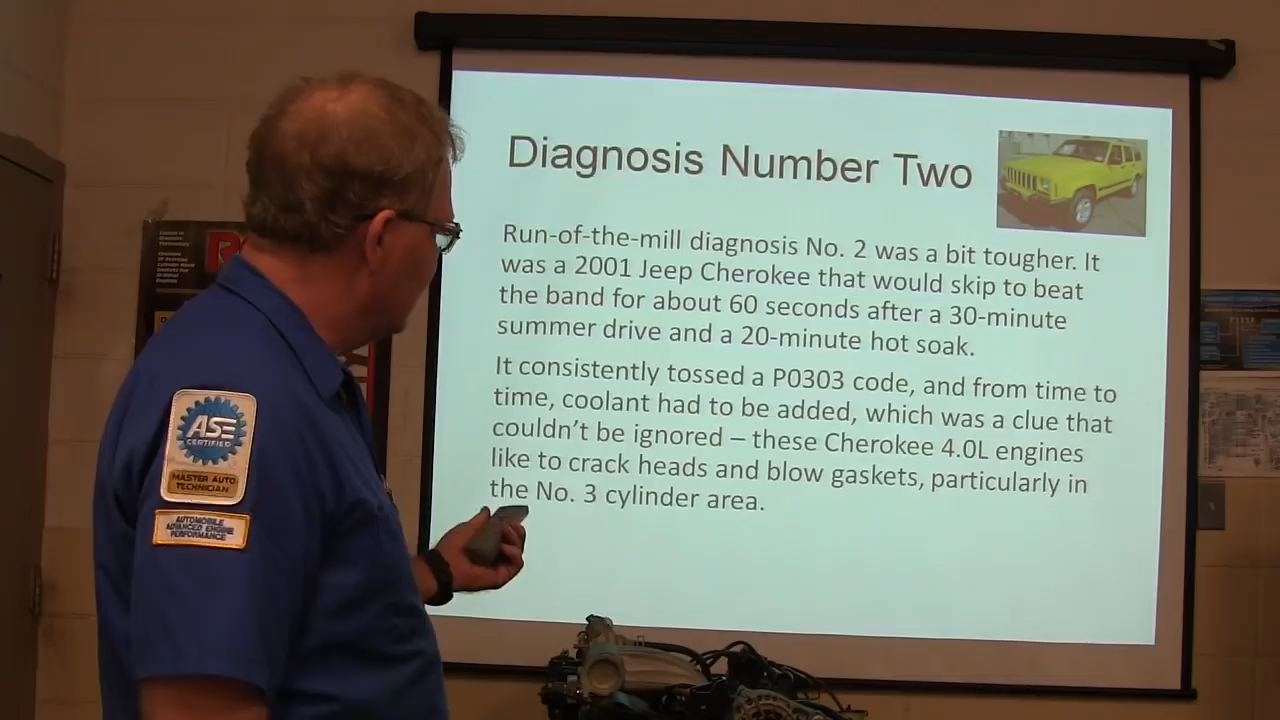 Diagnosis Number Two
Run-of-the-mill diagnosis No. 2 was a bit tougher. It
was a 2001 Jeep Cherokee that would skip to beat
the band for about 60 seconds after a 30-minute
summer drive and a 20-minute hot soak.
It consistently tossed a P0303 code, and from time to
time, coolant had to be added, which was a clue that
couldn't be ignored – these Cherokee 4.0L engines
like to crack heads and blow gaskets, particularly in
the No. 3 cylinder area.
ASE
CERTIFIED
MASTER AUTO
TECHNICIAN
AUTOMOBILE
ADVANCED ENGINE
PERFORMANCE